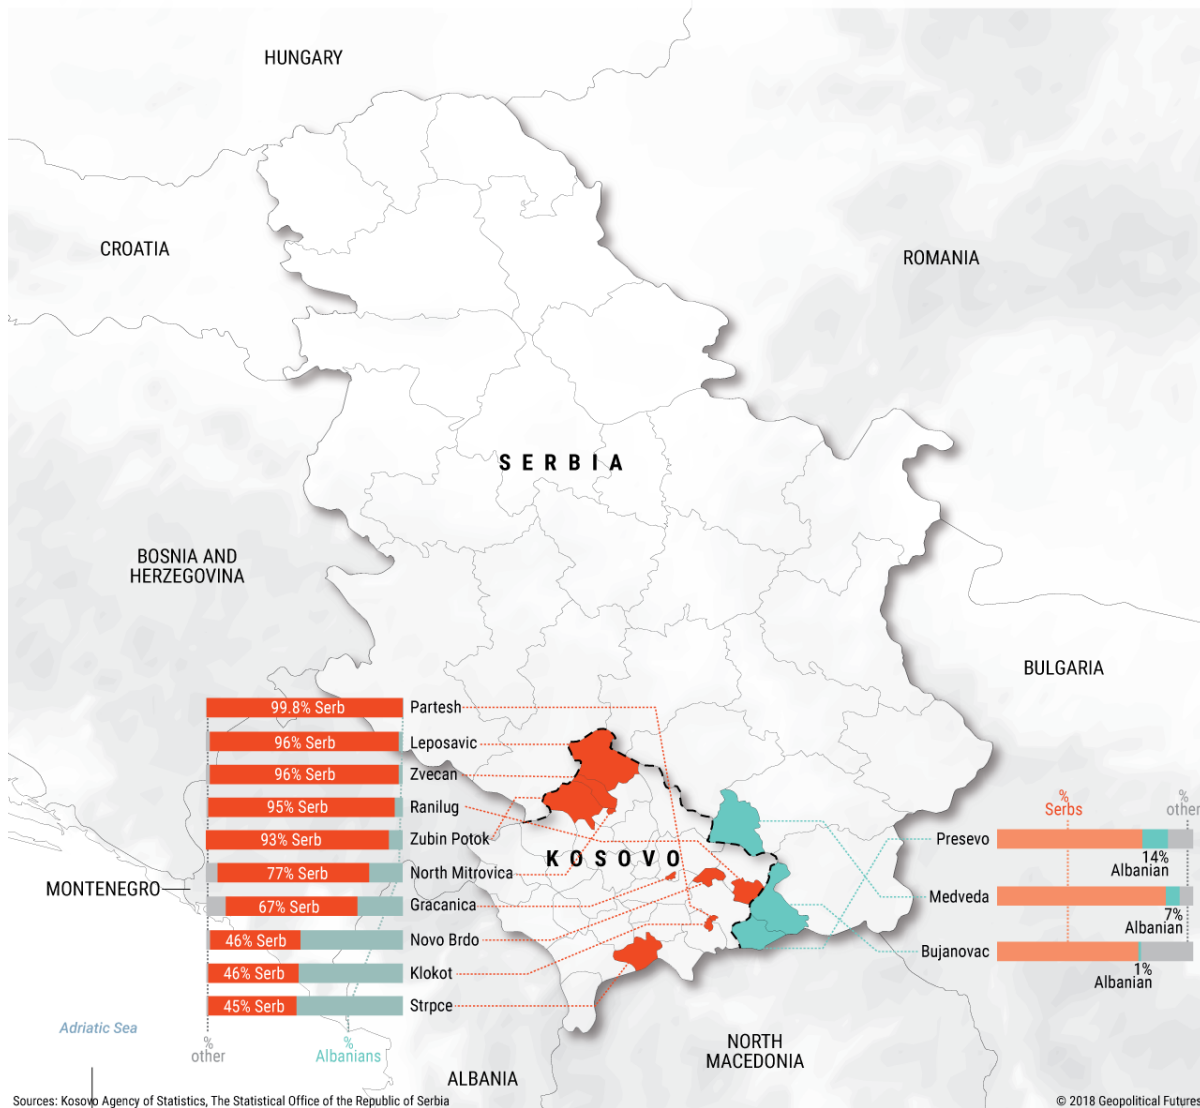 HUNGARY
CROATIA
ROMANIA
SERBIA
BOSNIA AND
HERZEGOVINA
BULGARIA
99.8% Serb
Partesh
96% Serb
Leposavic
96% Serb
Zvecan
95% Serb
Ranilug
93% Serb
Zubin Potok
77% Serb
North Mitrovica
67% Serb
Gracanica
46% Serb
Novo Brdo
46% Serb
Klokot
45% Serb
Strpce
%
other
%
Albanians
KOSOVO
MONTENEGRO
%
Serbs
%
other
Presevo
14%
Albanian
Medveda
7%
Albanian
Bujanovac
1%
Albanian
Adriatic Sea
ALBANIA
NORTH
MACEDONIA
Sources: Kosovo Agency of Statistics, The Statistical Office of the Republic of Serbia
© 2018 Geopolitical Futures